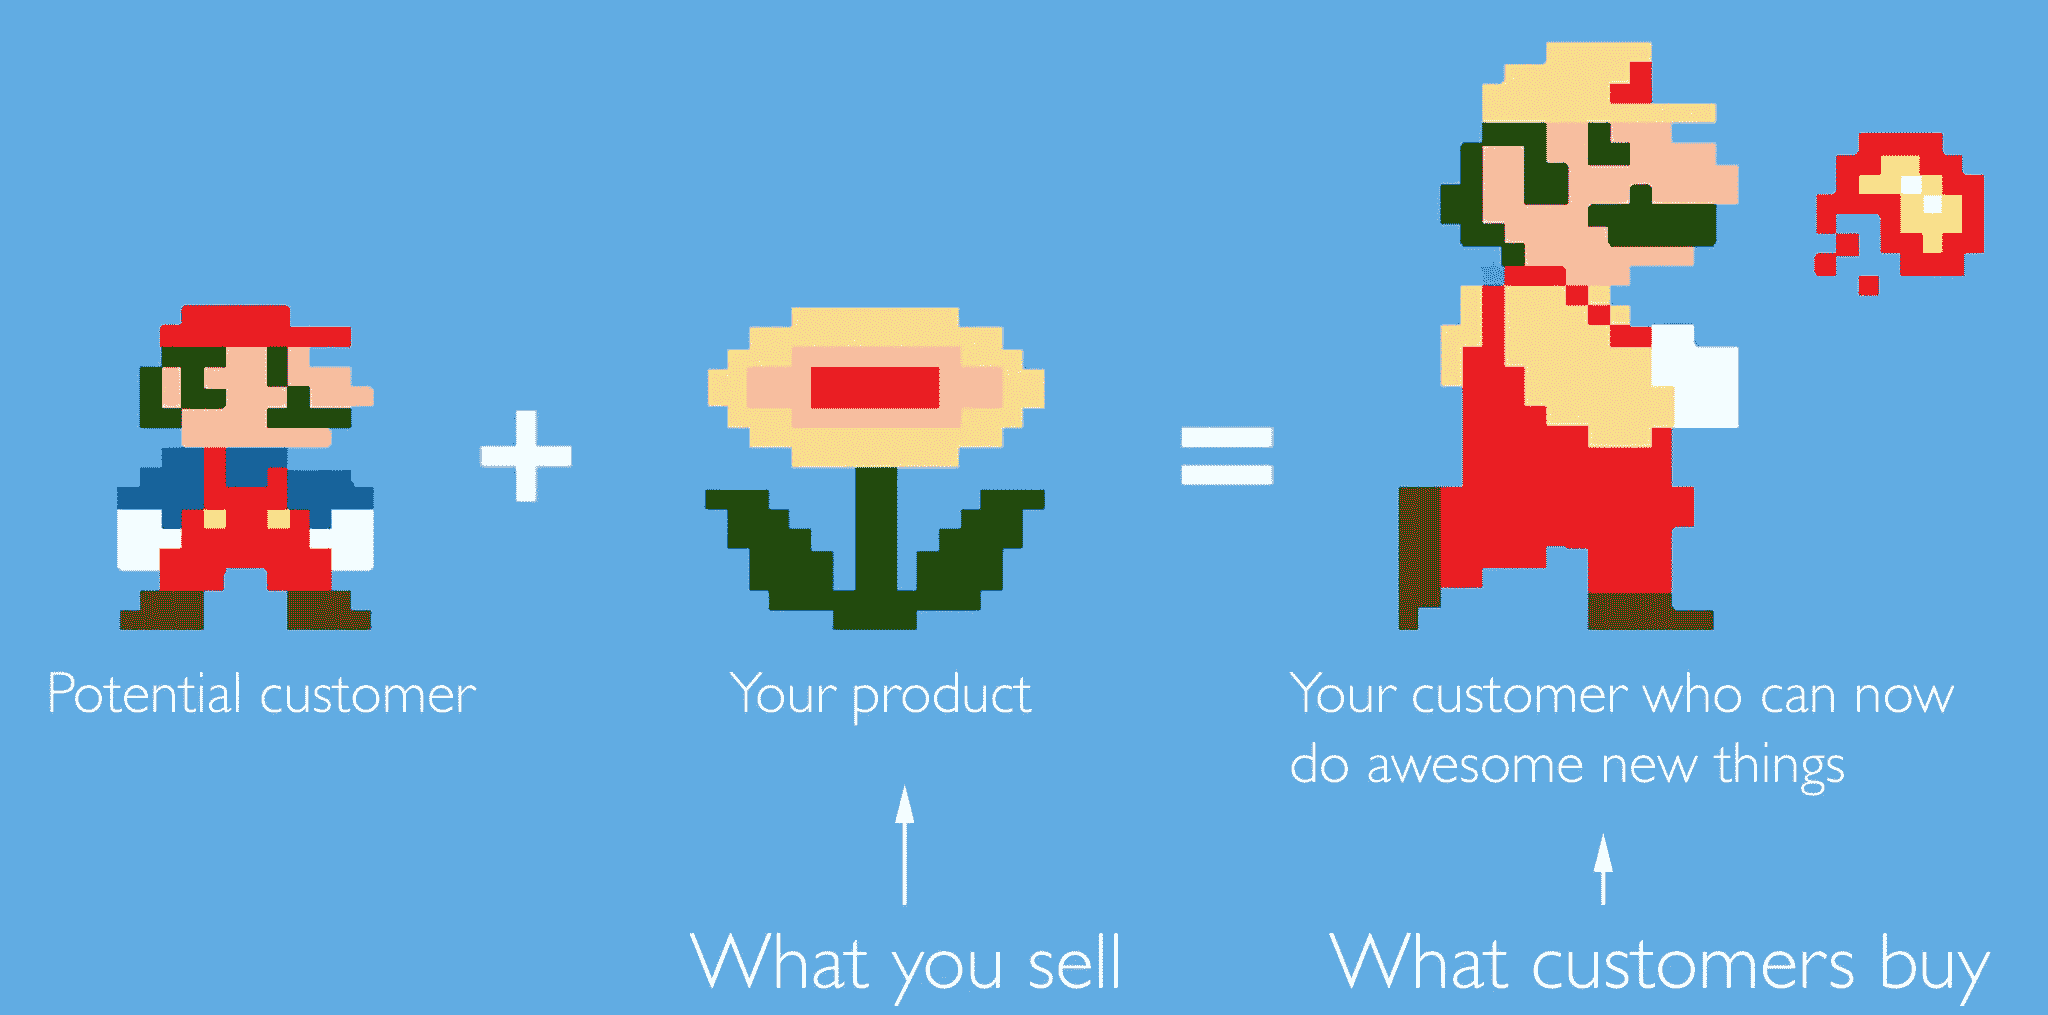 Potential customer
Your product
Your customer who can now
do awesome new things
What you sell
What customers buy